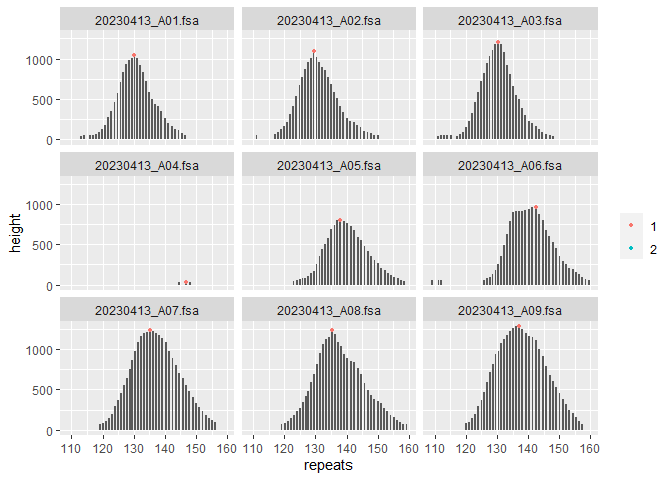 20230413_A01.fsa 20230413_A02.fsa 20230413_A03.fsa
1000
500
0
20230413_A04.fsa 20230413_A05.fsa 20230413_A06.fsa
1000
500
0
height
1
2
20230413_A07.fsa 20230413_A08.fsa 20230413_A09.fsa
1000
500
0
110 120 130 140 150 160 110 120 130 140 150 160 110 120 130 140 150 160
repeats